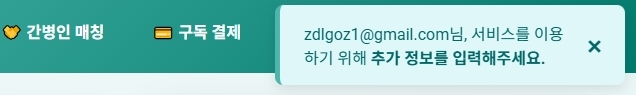 간병인 매칭
구독 결제
zdlgoz1@gmail.com님, 서비스를 이용
하기 위해 추가 정보를 입력해주세요.